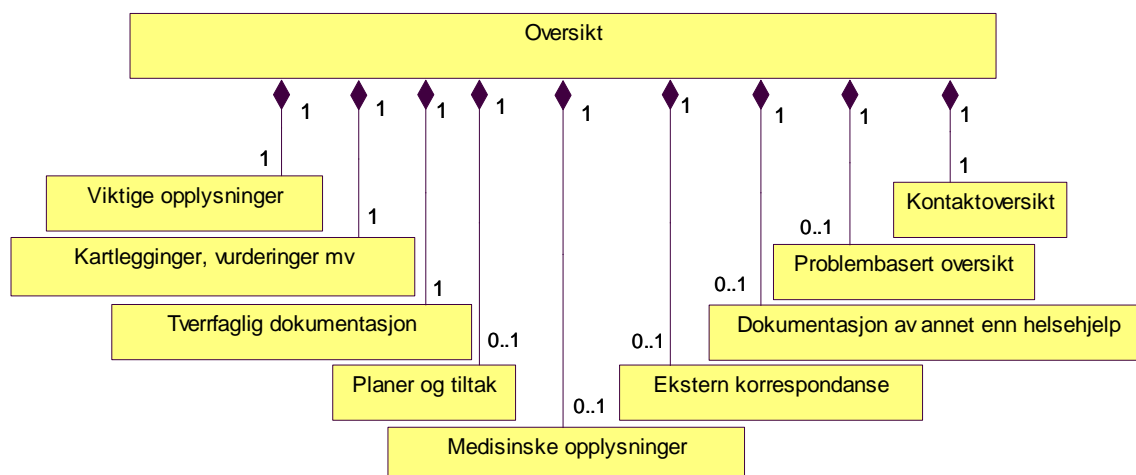 Oversikt
1 1 1 1 1 1 1 1 1
1
Viktige opplysninger
1
Kontaktoversikt
1
Kartlegginger, vurderinger mv
0..1
Problembasert oversikt
1
Tverrfaglig dokumentasjon
0..1
Dokumentasjon av annet enn helsehjelp
0..1
Planer og tiltak
0..1
Ekstern korrespondanse
0..1
Medisinske opplysninger